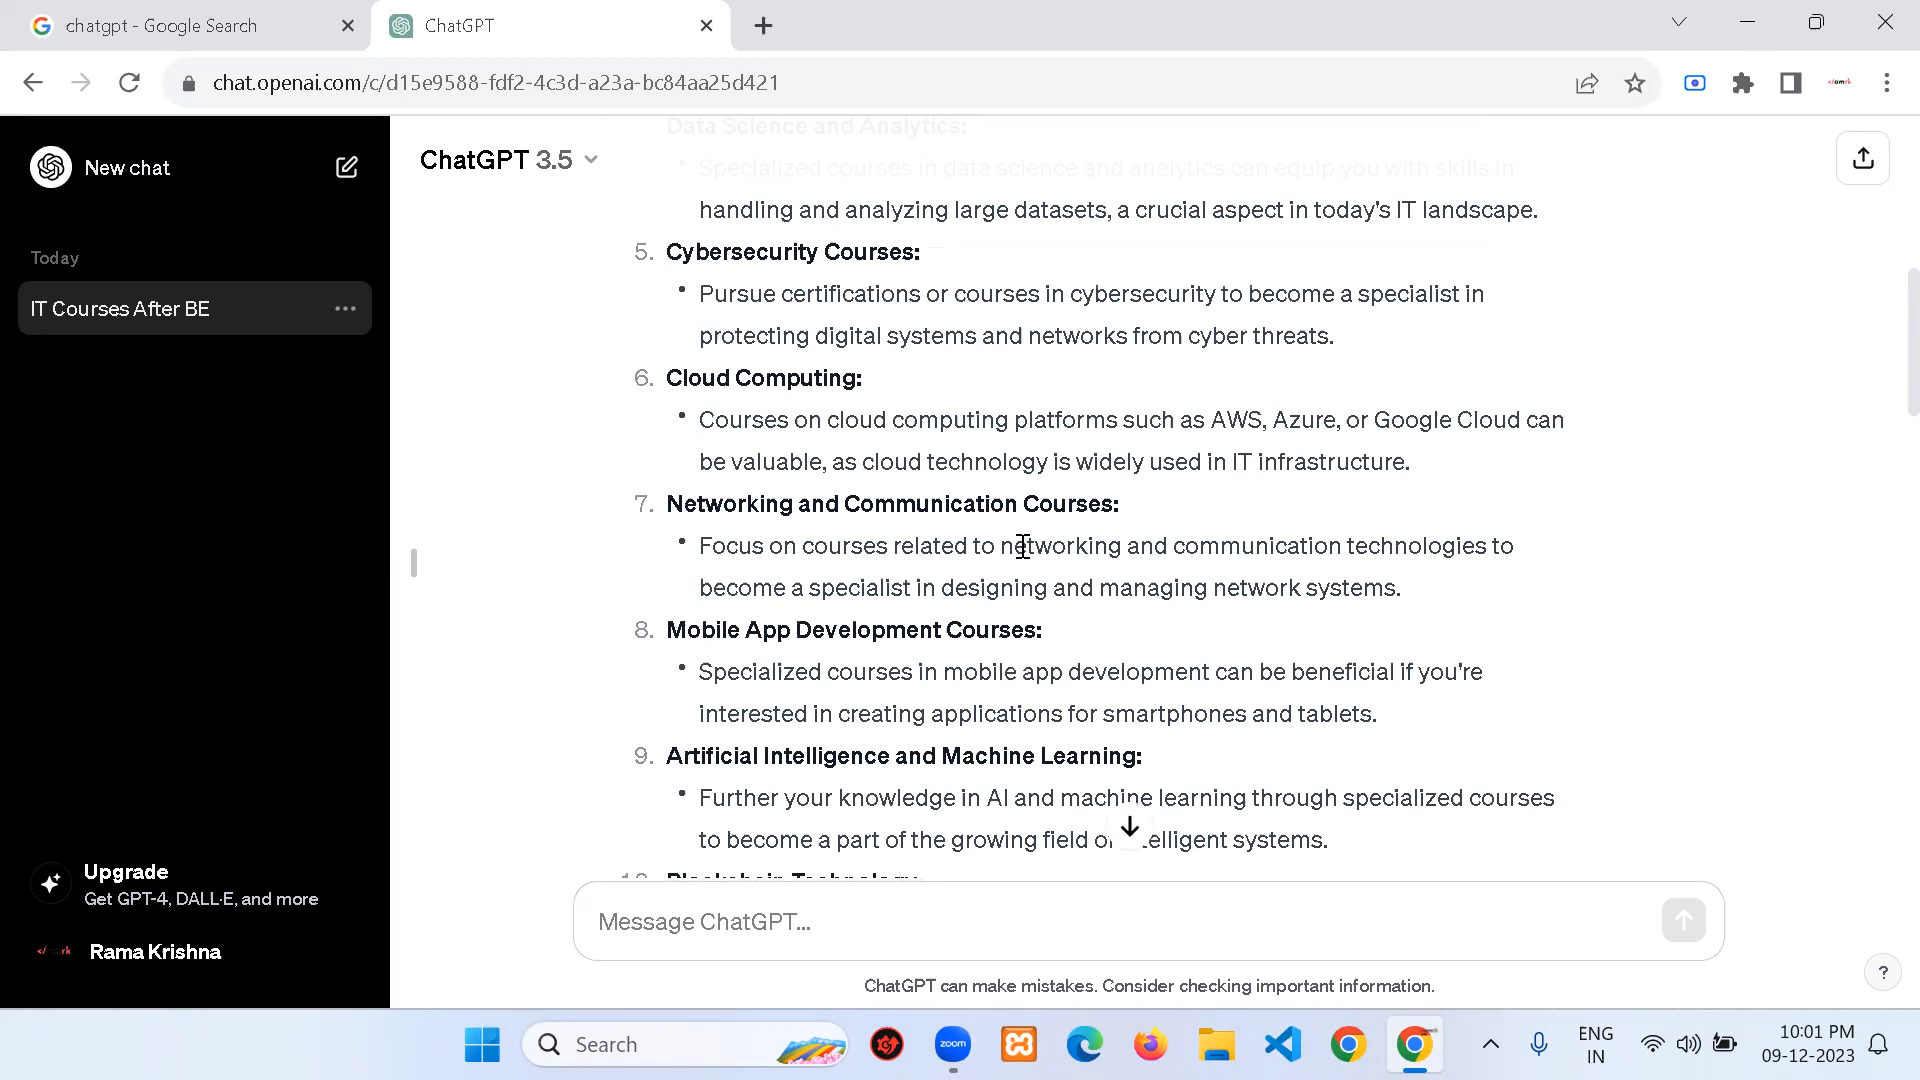 chatgpt - Google Search
ChatGPT
chat.openai.com/c/d15e9588-fdf2-4c3d-a23a-bc84aa25d421
New chat
Today
IT Courses After BE
Upgrade
Get GPT-4, DALL·E, and more
Rama Krishna
ChatGPT 3.5
Data Science and Analytics:
• Specialized courses in data science and analytics can equip you with skills in
handling and analyzing large datasets, a crucial aspect in today's IT landscape.
5. Cybersecurity Courses:
• Pursue certifications or courses in cybersecurity to become a specialist in
protecting digital systems and networks from cyber threats.
6. Cloud Computing:
• Courses on cloud computing platforms such as AWS, Azure, or Google Cloud can
be valuable, as cloud technology is widely used in IT infrastructure.
7. Networking and Communication Courses:
• Focus on courses related to networking and communication technologies to
become a specialist in designing and managing network systems.
8. Mobile App Development Courses:
• Specialized courses in mobile app development can be beneficial if you're
interested in creating applications for smartphones and tablets.
9. Artificial Intelligence and Machine Learning:
• Further your knowledge in AI and machine learning through specialized courses
to become a part of the growing field of intelligent systems.
10. Blockchain Technology:
Message ChatGPT...
ChatGPT can make mistakes. Consider checking important information.
?
Search
zoom
ENG
IN
10:01 PM
09-12-2023